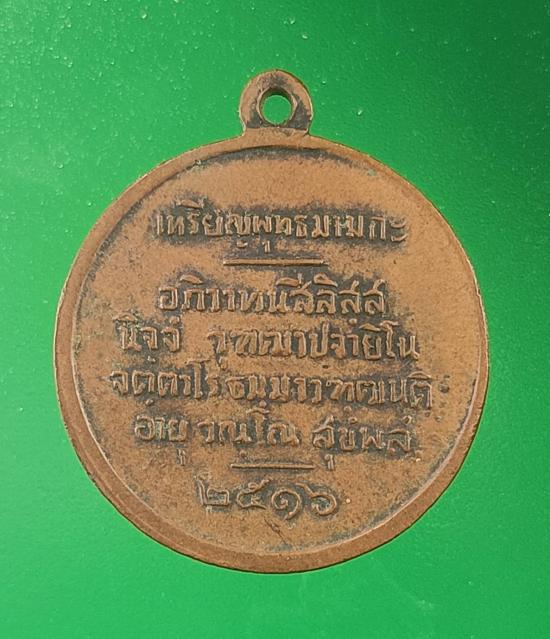 เหรียญพุทธมามกะ
อภิวาทนสีลิสส
นิจจํ วุฑฒาปจายิโน
จตฺตาโร ธมมา วฑฒนติ
อายุ วณโณ สุขํ พลํ
๒๕๑๖